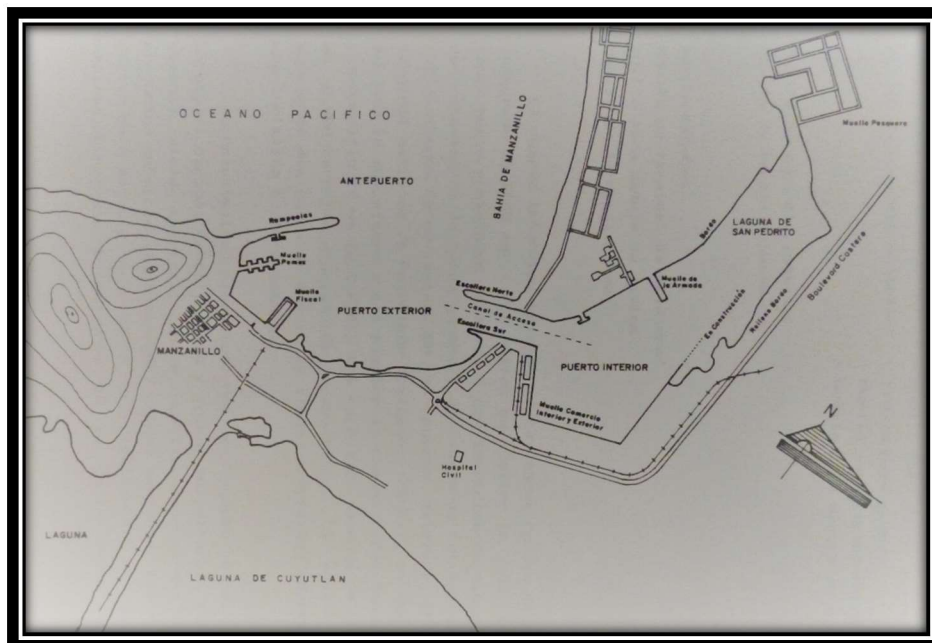 OCEANO PACIFICO
ANTEPUERTO
BAHIA DE MANZANILLO
Muelle Pesquero
LAGUNA DE
SAN PEDRITO
Bordo
Rompeolas
Muelle
Pemex
Muelle
Fiscal
PUERTO EXTERIOR
Escollera Norte
Canal de Acceso
Escollera Sur
Muelle de
la Armada
En Construcción
Relleno Bordo
Boulevard Costero
MANZANILLO
PUERTO INTERIOR
Muelle Comercio
Interior y Exterior
N
Hospital
Civil
LAGUNA
LAGUNA DE CUYUTLAN